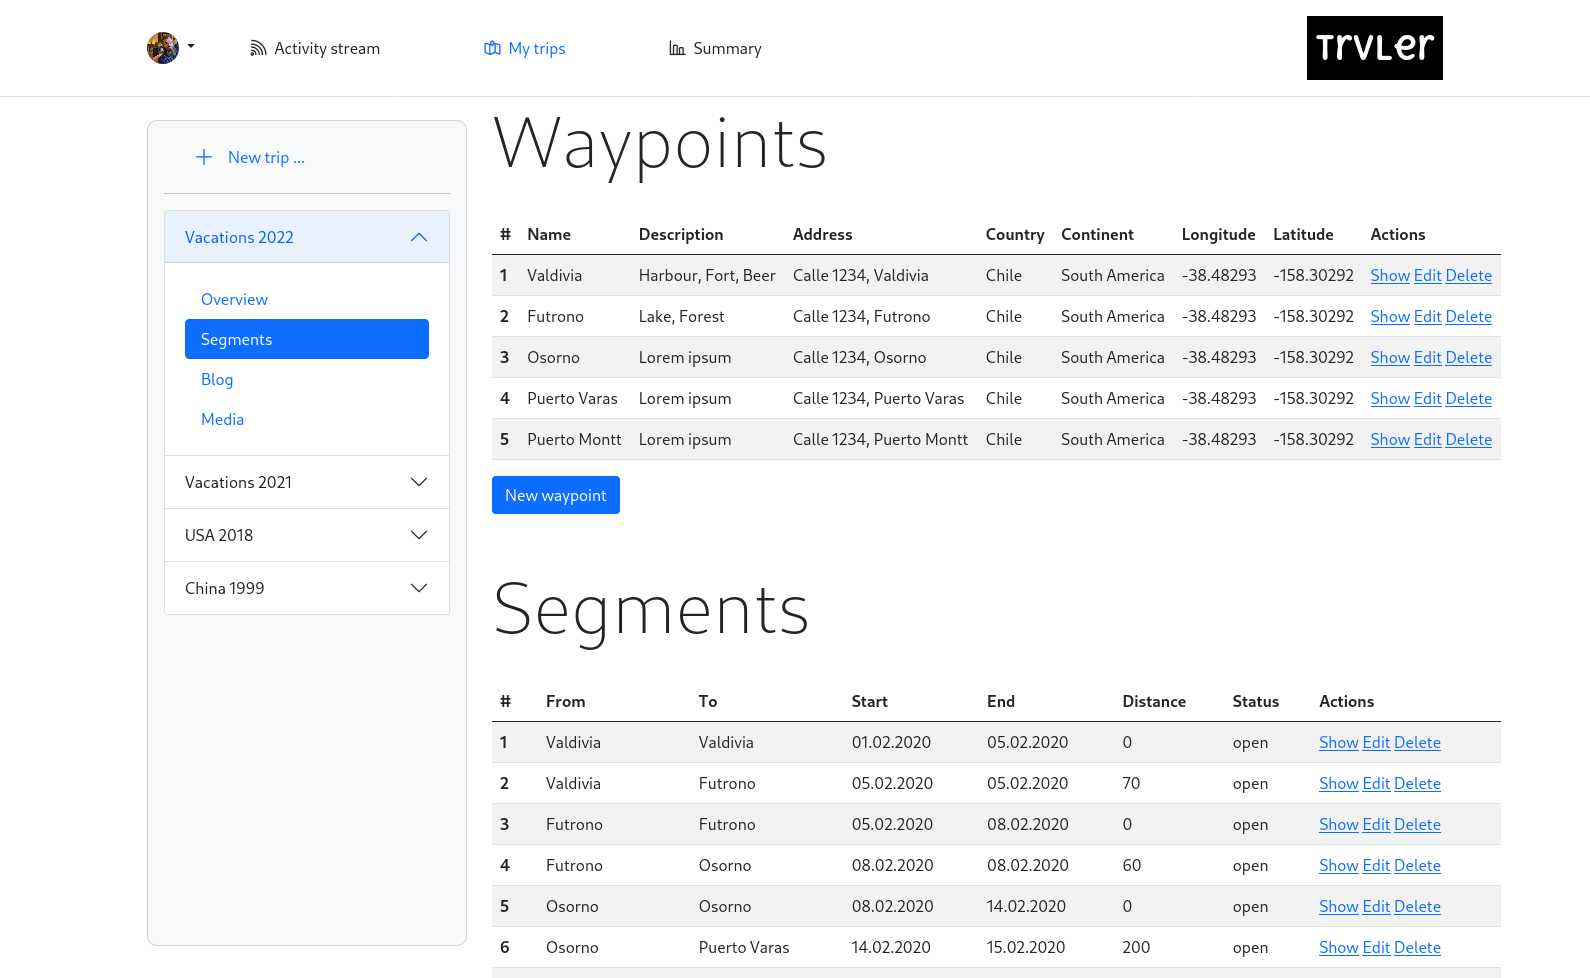 Activity stream
My trips
Summary
TRVLer
New trip ...
Vacations 2022
Overview
Segments
Blog
Media
Vacations 2021
USA 2018
China 1999
Waypoints
# Name Description Address Country Continent Longitude Latitude Actions
1 Valdivia Harbour, Fort, Beer Calle 1234, Valdivia Chile South America -38.48293 -158.30292 Show Edit Delete
2 Futrono Lake, Forest Calle 1234, Futrono Chile South America -38.48293 -158.30292 Show Edit Delete
3 Osorno Lorem ipsum Calle 1234, Osorno Chile South America -38.48293 -158.30292 Show Edit Delete
4 Puerto Varas Lorem ipsum Calle 1234, Puerto Varas Chile South America -38.48293 -158.30292 Show Edit Delete
5 Puerto Montt Lorem ipsum Calle 1234, Puerto Montt Chile South America -38.48293 -158.30292 Show Edit Delete
New waypoint
Segments
# From To Start End Distance Status Actions
1 Valdivia Valdivia 01.02.2020 05.02.2020 0 open Show Edit Delete
2 Valdivia Futrono 05.02.2020 05.02.2020 70 open Show Edit Delete
3 Futrono Futrono 05.02.2020 08.02.2020 0 open Show Edit Delete
4 Futrono Osorno 08.02.2020 08.02.2020 60 open Show Edit Delete
5 Osorno Osorno 08.02.2020 14.02.2020 0 open Show Edit Delete
6 Osorno Puerto Varas 14.02.2020 15.02.2020 200 open Show Edit Delete